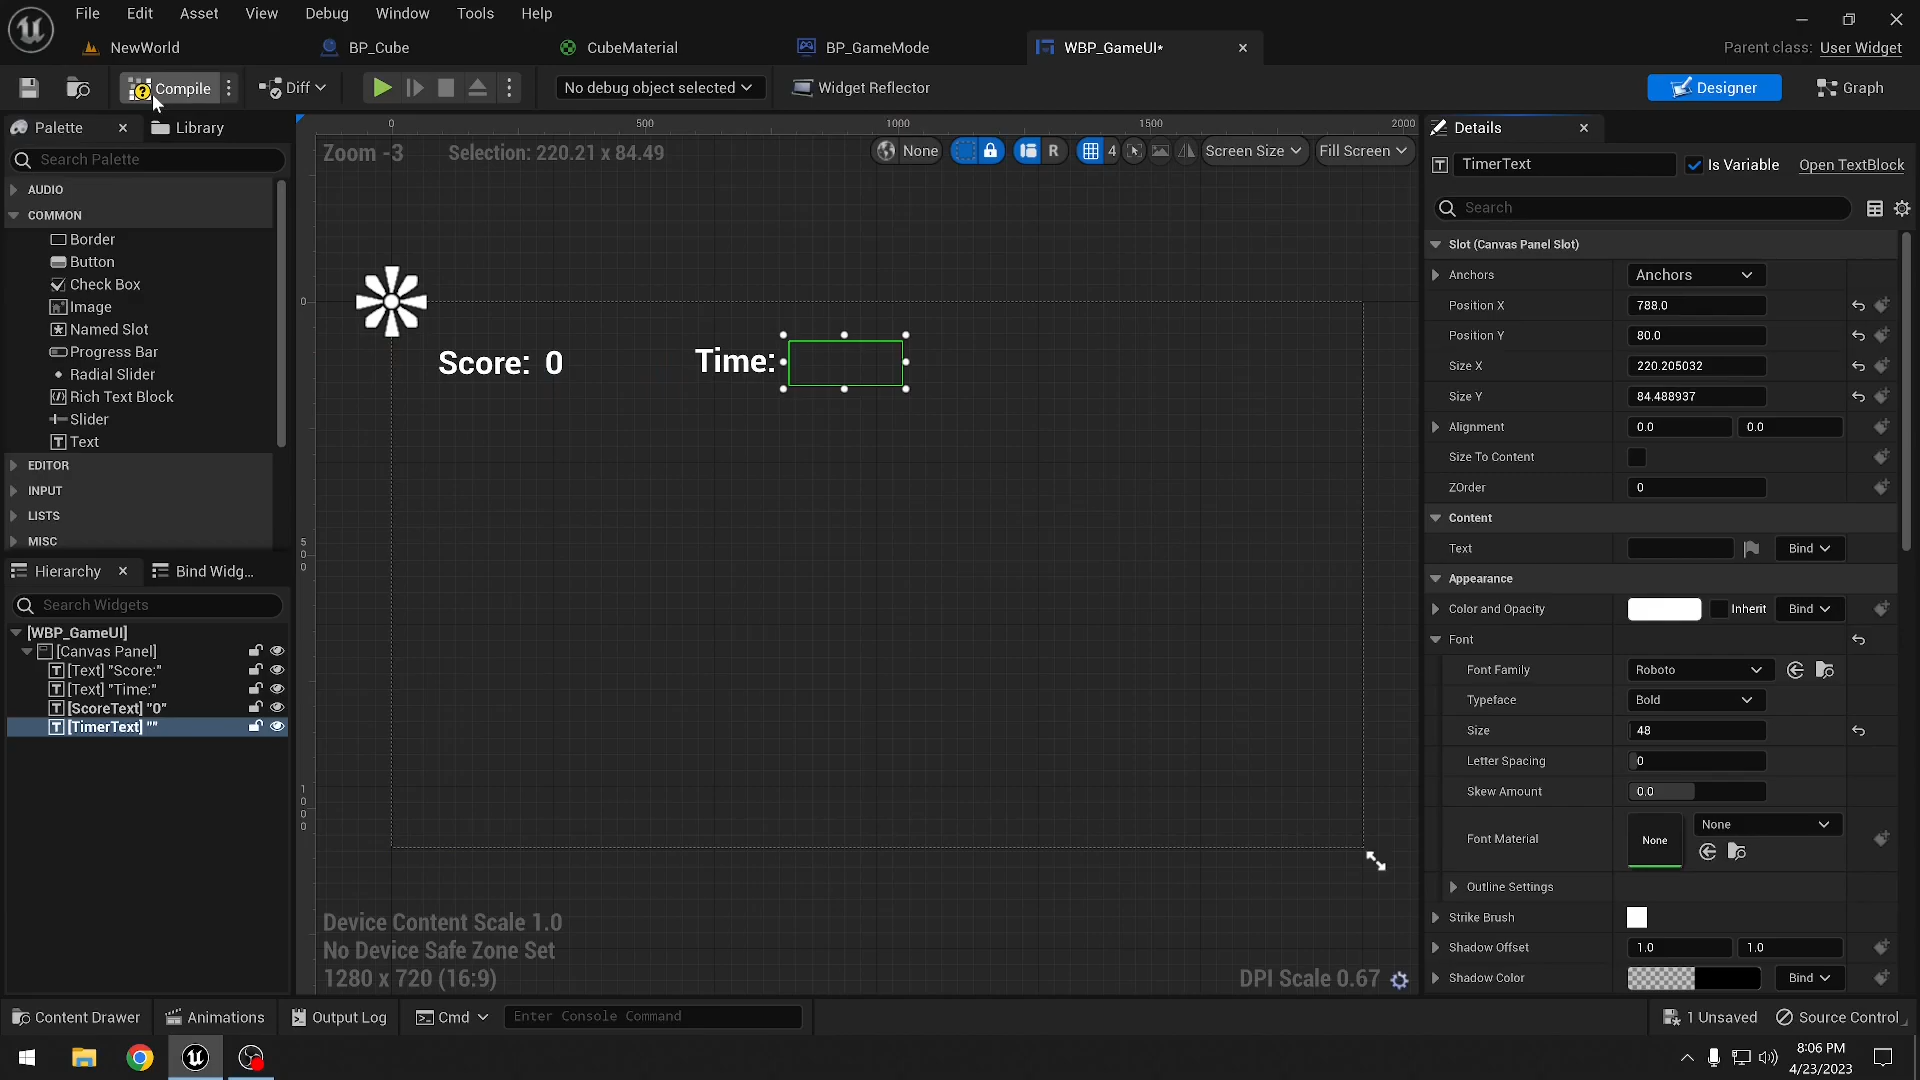 File Edit Asset View Debug Window Tools Help
NewWorld BP_Cube CubeMaterial BP_GameMode WBP_GameUI* Parent class: User Widget
Compile Diff No debug object selected Widget Reflector Designer Graph
Palette Library
Search Palette
AUDIO
COMMON
Border
Button
Check Box
Image
Named Slot
Progress Bar
Radial Slider
Rich Text Block
Slider
Text
EDITOR
INPUT
LISTS
MISC
Hierarchy Bind Widg...
Search Widgets
[WBP_GameUI]
[Canvas Panel]
[Text] "Score:"
[Text] "Time:"
[ScoreText] "0"
[TimerText] ""
0 500 1000 1500 2000
Zoom -3 Selection: 220.21 x 84.49 None R 4 Screen Size Fill Screen
0
Score: 0 Time:
5
0
0
1
0
0
0
Device Content Scale 1.0
No Device Safe Zone Set
1280 x 720 (16:9) DPI Scale 0.67
Details
TimerText Is Variable Open TextBlock
Search
Slot (Canvas Panel Slot)
Anchors Anchors
Position X 788.0
Position Y 80.0
Size X 220.205032
Size Y 84.488937
Alignment 0.0 0.0
Size To Content
ZOrder 0
Content
Text Bind
Appearance
Color and Opacity Inherit Bind
Font
Font Family Roboto
Typeface Bold
Size 48
Letter Spacing 0
Skew Amount 0.0
Font Material None None
Outline Settings
Strike Brush
Shadow Offset 1.0 1.0
Shadow Color Bind
Content Drawer Animations Output Log Cmd Enter Console Command 1 Unsaved Source Control
8:06 PM
4/23/2023